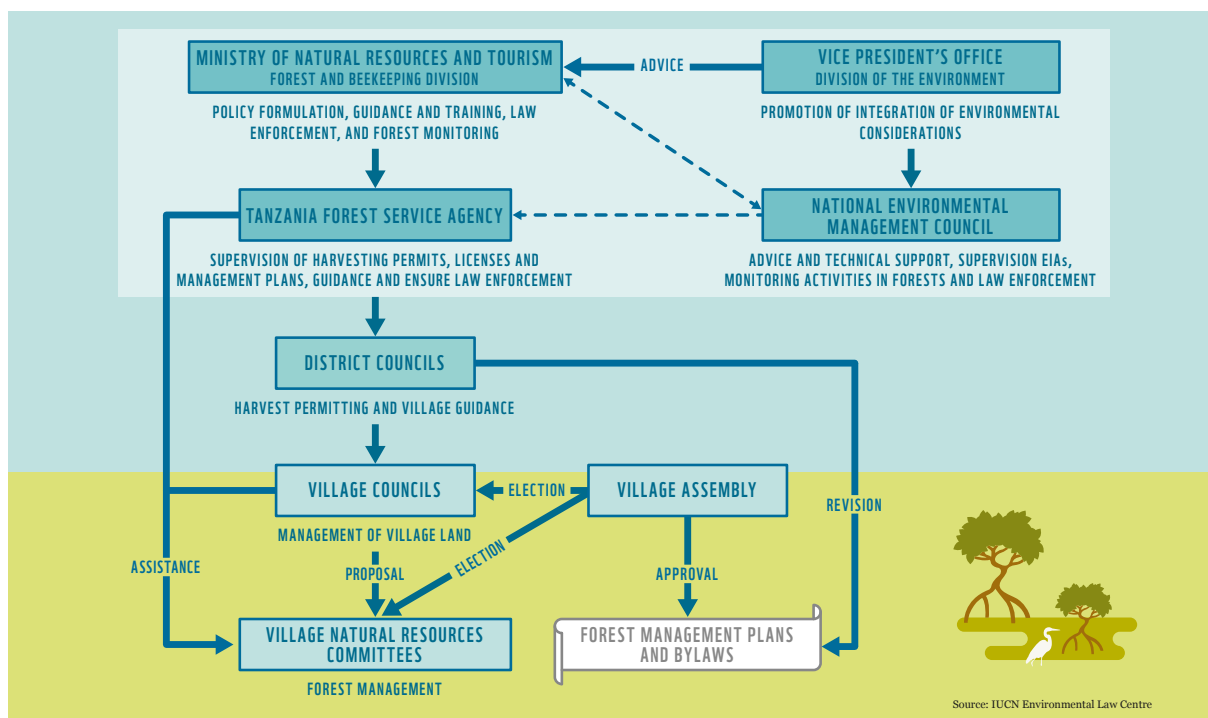 MINISTRY OF NATURAL RESOURCES AND TOURISM
FOREST AND BEEKEEPING DIVISION
ADVICE
VICE PRESIDENT'S OFFICE
DIVISION OF THE ENVIRONMENT
POLICY FORMULATION, GUIDANCE AND TRAINING, LAW
ENFORCEMENT, AND FOREST MONITORING
PROMOTION OF INTEGRATION OF ENVIRONMENTAL
CONSIDERATIONS
TANZANIA FOREST SERVICE AGENCY
NATIONAL ENVIRONMENTAL
MANAGEMENT COUNCIL
SUPERVISION OF HARVESTING PERMITS, LICENSES AND
MANAGEMENT PLANS, GUIDANCE AND ENSURE LAW ENFORCEMENT
ADVICE AND TECHNICAL SUPPORT, SUPERVISION EIAs,
MONITORING ACTIVITIES IN FORESTS AND LAW ENFORCEMENT
DISTRICT COUNCILS
HARVEST PERMITTING AND VILLAGE GUIDANCE
VILLAGE COUNCILS
ELECTION
VILLAGE ASSEMBLY
REVISION
MANAGEMENT OF VILLAGE LAND
ELECTION
ASSISTANCE
PROPOSAL
APPROVAL
VILLAGE NATURAL RESOURCES
COMMITTEES
FOREST MANAGEMENT PLANS
AND BYLAWS
FOREST MANAGEMENT
Source: IUCN Environmental Law Centre